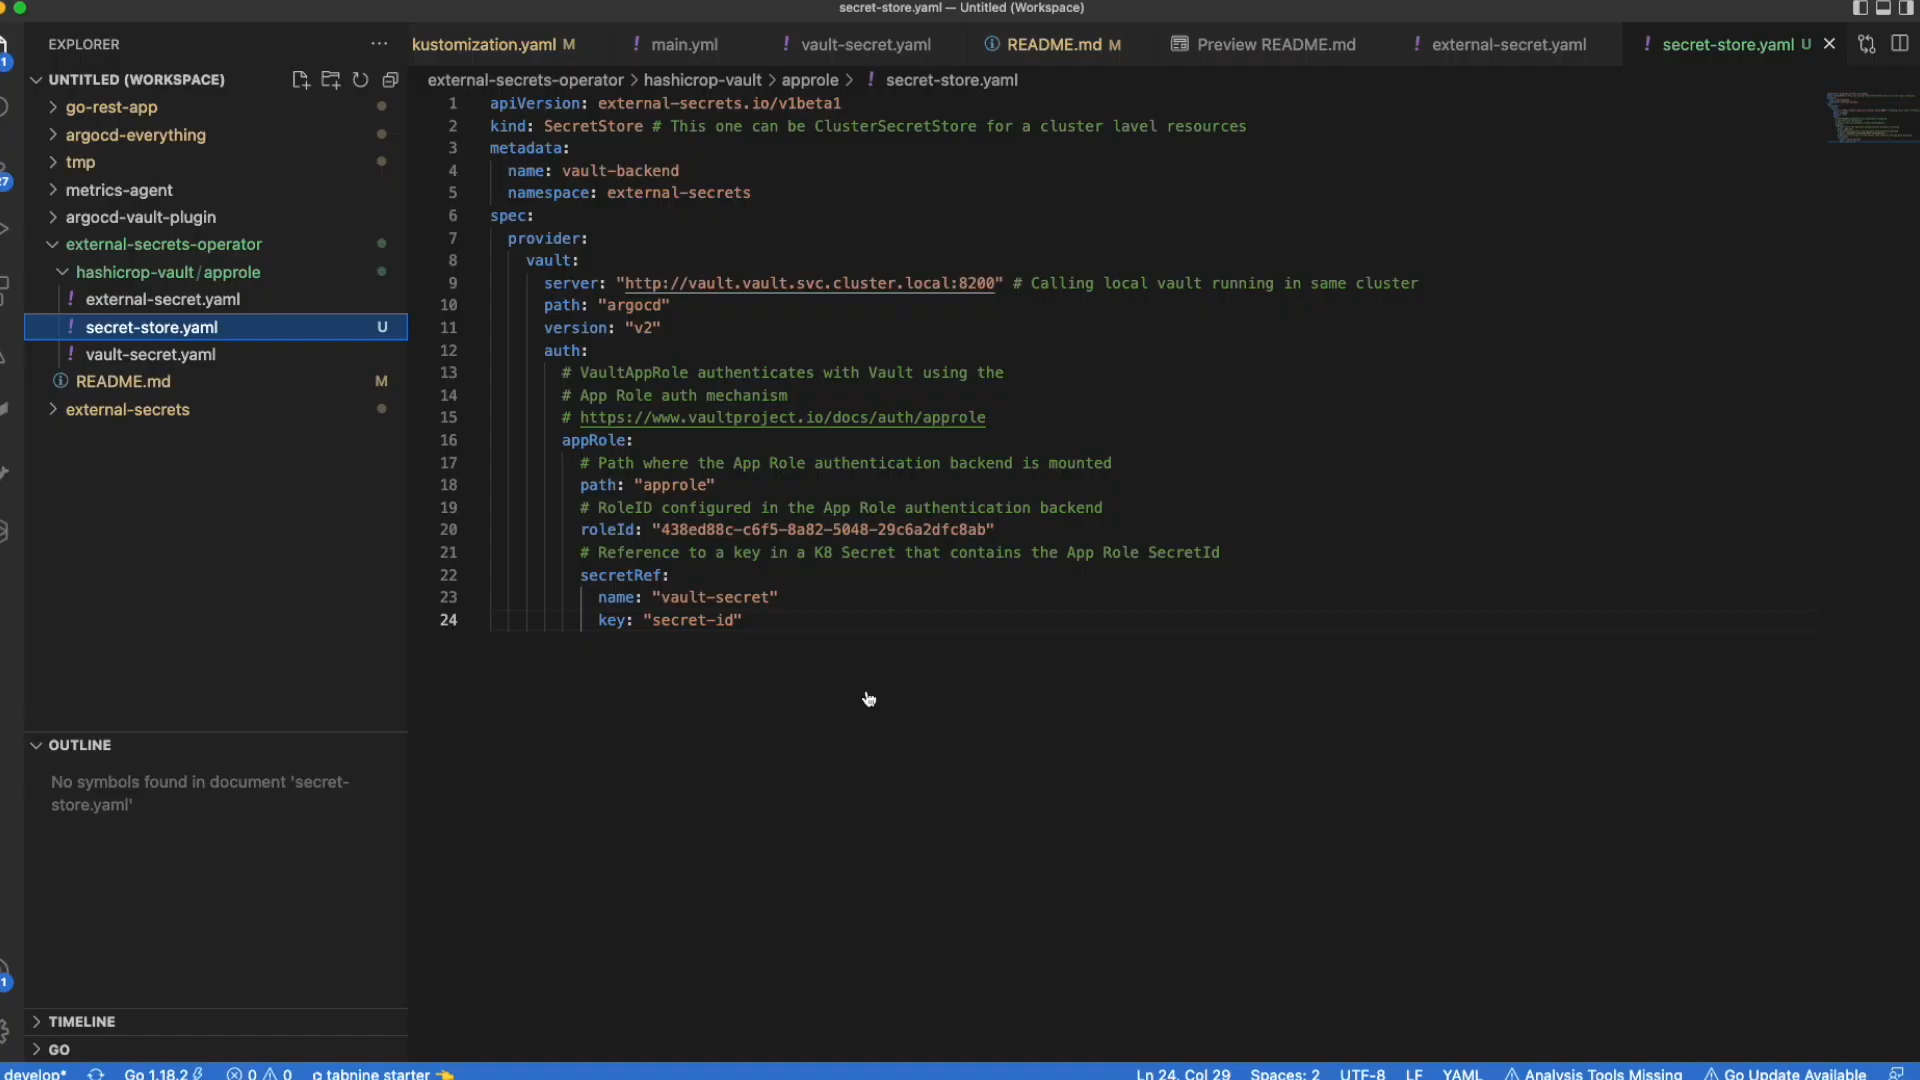 secret-store.yaml — Untitled (Workspace)
EXPLORER
UNTITLED (WORKSPACE)
go-rest-app
argocd-everything
tmp
metrics-agent
argocd-vault-plugin
external-secrets-operator
hashicrop-vault / approle
external-secret.yaml
secret-store.yaml U
vault-secret.yaml
README.md M
external-secrets
OUTLINE
No symbols found in document 'secret-
store.yaml'
TIMELINE
GO
kustomization.yaml M
main.yml
vault-secret.yaml
README.md M
Preview README.md
external-secret.yaml
secret-store.yaml U
external-secrets-operator > hashicrop-vault > approle > ! secret-store.yaml
1 apiVersion: external-secrets.io/v1beta1
2 kind: SecretStore # This one can be ClusterSecretStore for a cluster lavel resources
3 metadata:
4 name: vault-backend
5 namespace: external-secrets
6 spec:
7 provider:
8 vault:
9 server: "http://vault.vault.svc.cluster.local:8200" # Calling local vault running in same cluster
10 path: "argocd"
11 version: "v2"
12 auth:
13 # VaultAppRole authenticates with Vault using the
14 # App Role auth mechanism
15 # https://www.vaultproject.io/docs/auth/approle
16 appRole:
17 # Path where the App Role authentication backend is mounted
18 path: "approle"
19 # RoleID configured in the App Role authentication backend
20 roleId: "438ed88c-c6f5-8a82-5048-29c6a2dfc8ab"
21 # Reference to a key in a K8 Secret that contains the App Role SecretId
22 secretRef:
23 name: "vault-secret"
24 key: "secret-id"
develop* Go 1.18.2 0 0 tabnine starter Ln 24, Col 29 Spaces: 2 UTF-8 LF YAML Analysis Tools Missing Go Update Available